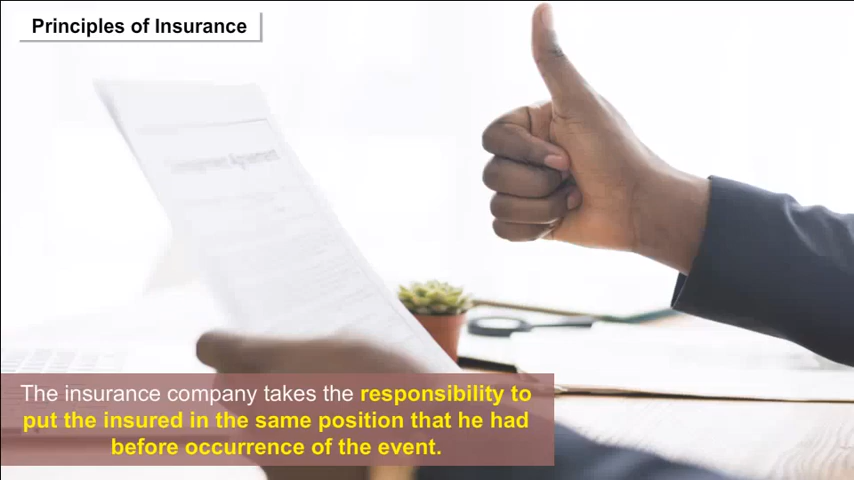 Principles of Insurance
The insurance company takes the responsibility to
put the insured in the same position that he had
before occurrence of the event.